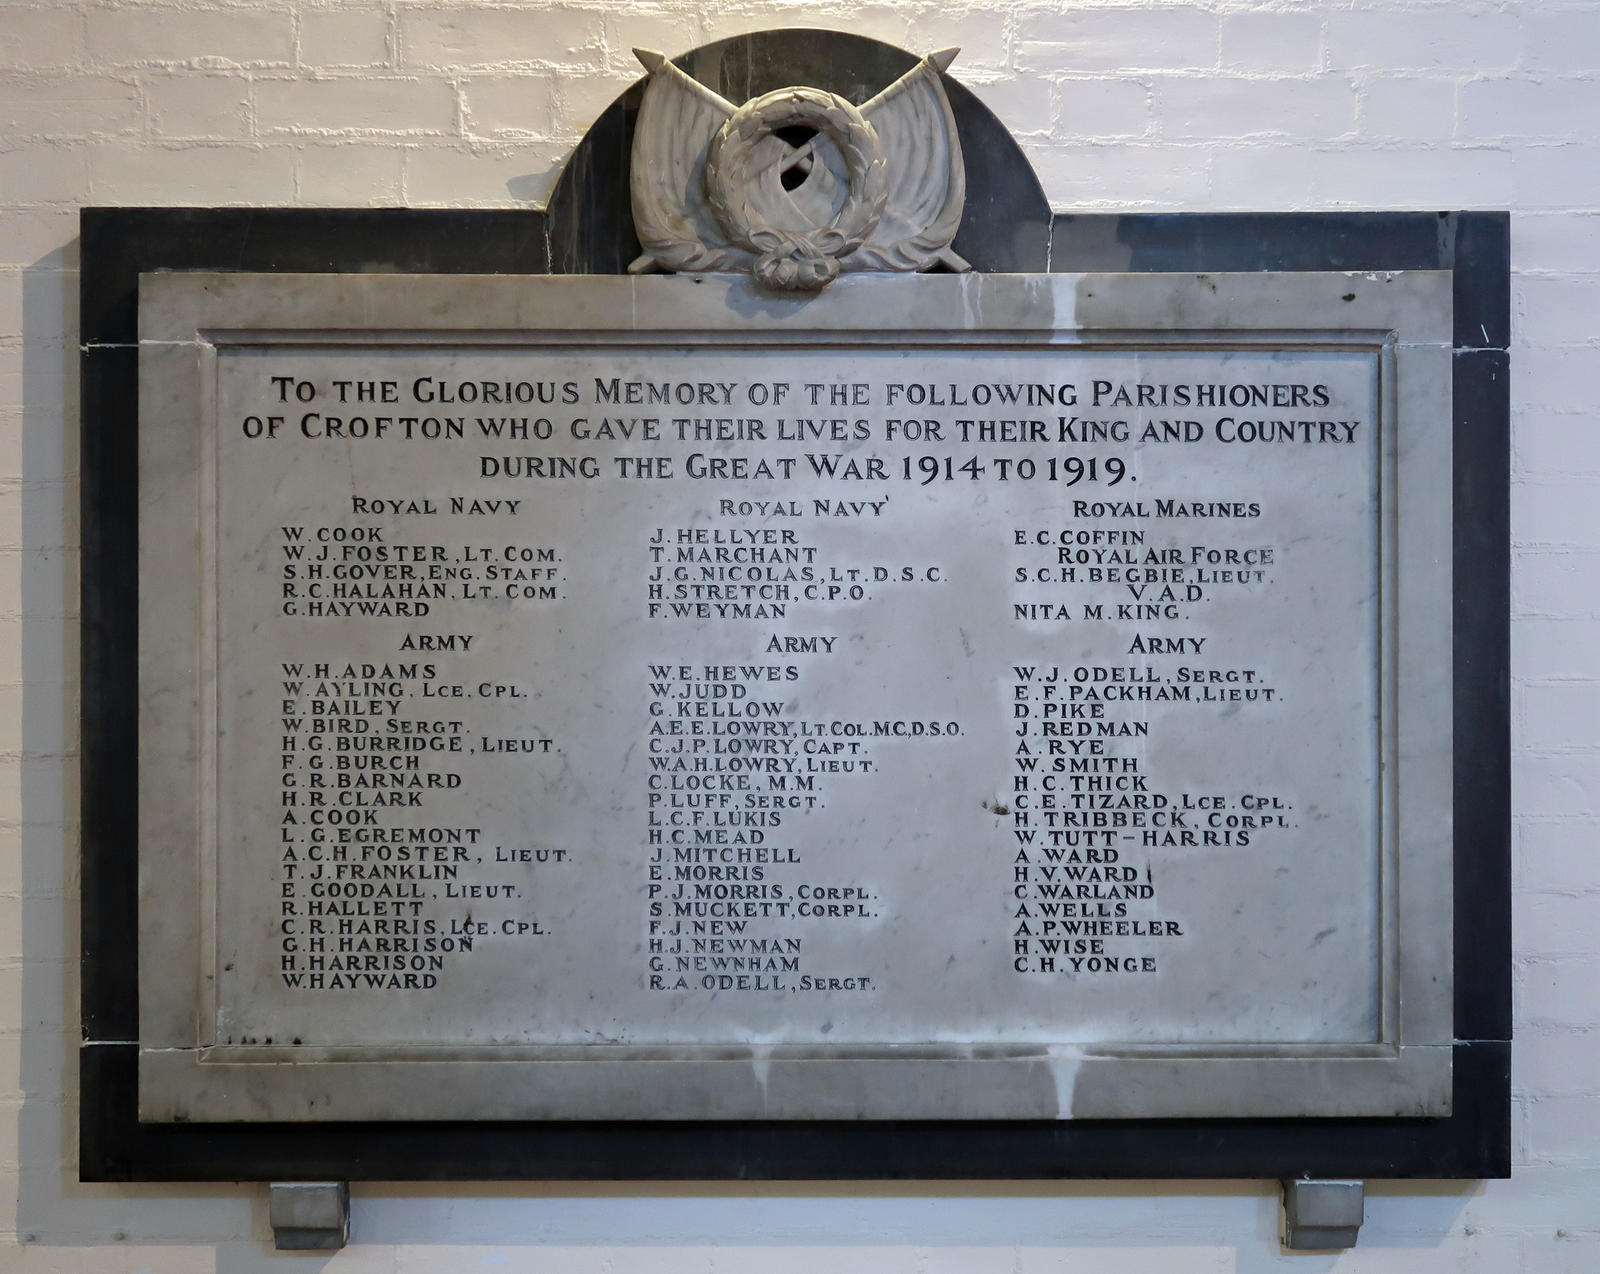 To the Glorious Memory of the following Parishioners
of Crofton who gave their lives for their King and Country
during the Great War 1914 to 1919.
Royal Navy
W. COOK
W. J. FOSTER, Lt. Com.
S. H. GOVER, Eng. Staff.
R. C. HALAHAN. Lt. Com.
G. HAYWARD
Royal Navy
J. HELLYER
T. MARCHANT
J. G. NICOLAS, Lt. D. S. C.
H. STRETCH, C. P. O.
F. WEYMAN
Royal Marines
E. C. COFFIN
Royal Air Force
S. C. H. BEGBIE, Lieut.
V. A. D.
NITA M. KING.
Army
W. H. ADAMS
W. AYLING, Lce. Cpl.
E. BAILEY
W. BIRD, Sergt.
H. G. BURRIDGE, Lieut.
F. G. BURCH
G. R. BARNARD
H. R. CLARK
A. COOK
L. G. EGREMONT
A. C. H. FOSTER, Lieut.
T. J. FRANKLIN
E. GOODALL, Lieut.
R. HALLETT
C. R. HARRIS, Lce. Cpl.
G. H. HARRISON
H. HARRISON
W. HAYWARD
Army
W. E. HEWES
W. JUDD
G. KELLOW
A. E. E. LOWRY, Lt. Col. M.C, D.S.O.
C. J. P. LOWRY, Capt.
W. A. H. LOWRY, Lieut.
C. LOCKE, M. M.
P. LUFF, Sergt.
L. C. F. LUKIS
H. C. MEAD
J. MITCHELL
E. MORRIS
P. J. MORRIS, Corpl.
S. MUCKETT, Corpl.
F. J. NEW
H. J. NEWMAN
G. NEWNHAM
R. A. ODELL, Sergt.
Army
W. J. ODELL, Sergt.
E. F. PACKHAM, Lieut.
D. PIKE
J. REDMAN
A. RYE
W. SMITH
H. C. THICK
C. E. TIZARD, Lce. Cpl.
H. TRIBBECK, Corpl.
W. TUTT-HARRIS
A. WARD
H. V. WARD
C. WARLAND
A. WELLS
A. P. WHEELER
H. WISE
C. H. YONGE